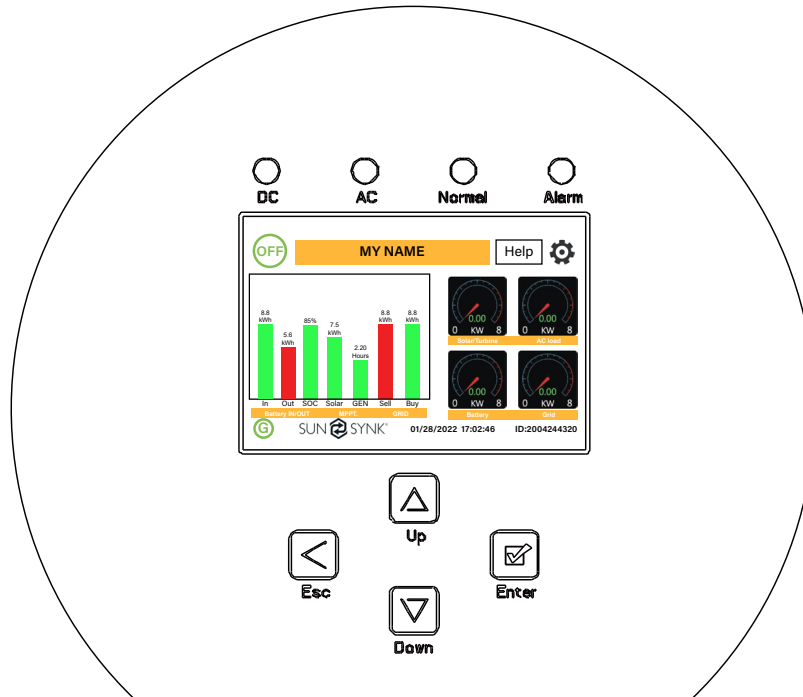 DC AC Normal Alarm
OFF MY NAME Help
8.8 kWh
5.6 kWh
85%
7.5 kWh
2.20 Hours
8.8 kWh
8.8 kWh
In Out SOC Solar GEN Sell Buy
Battery IN/OUT MPPT. GRID
0.00
0 KW 8
Solar/Turbine
0.00
0 KW 8
AC load
0.00
0 KW 8
Battery
0.00
0 KW 8
Grid
G SUN SYNK® 01/28/2022 17:02:46 ID:2004244320
Up
Esc Enter
Down